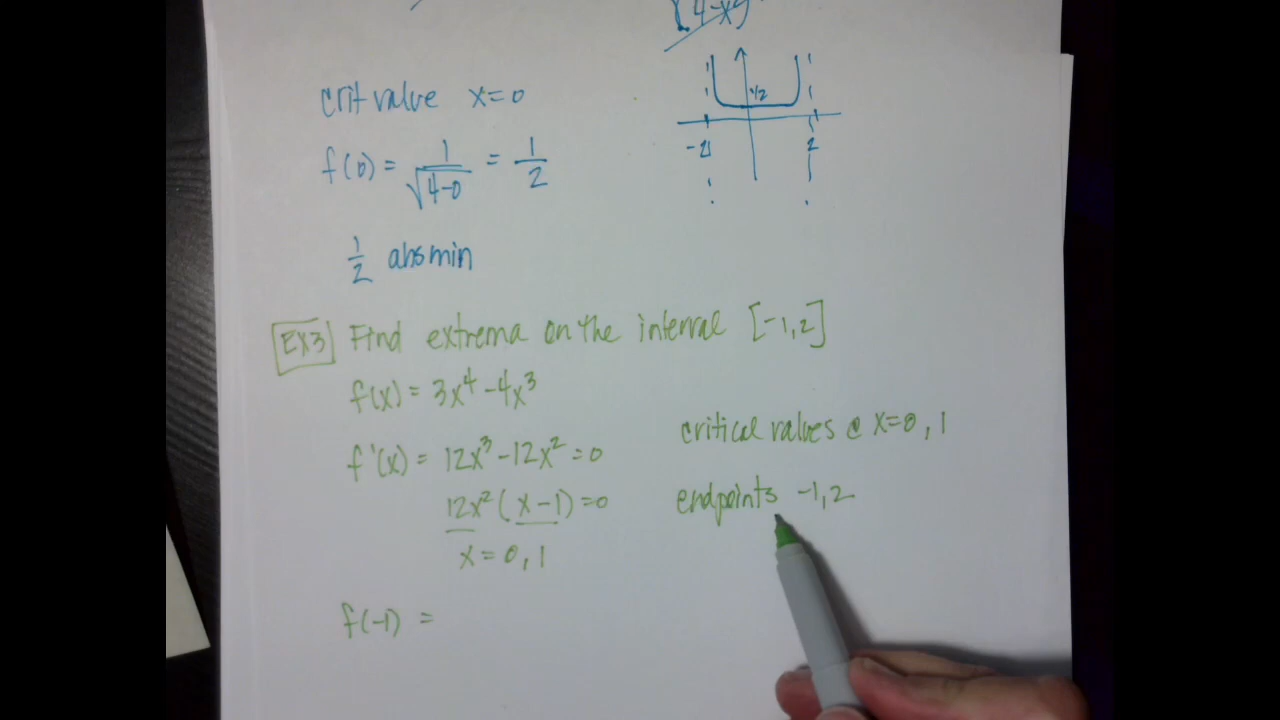 (4-x²)
crit value x=0
f(0) = 1/√(4-0) = 1/2
1/2
-2 2
1/2 abs min
EX3 Find extrema on the interval [-1,2]
f(x) = 3x⁴ -4x³
critical values @ x=0, 1
f'(x) = 12x³ -12x² = 0
endpoints -1,2
12x² (x-1) = 0
x = 0, 1
f(-1) =